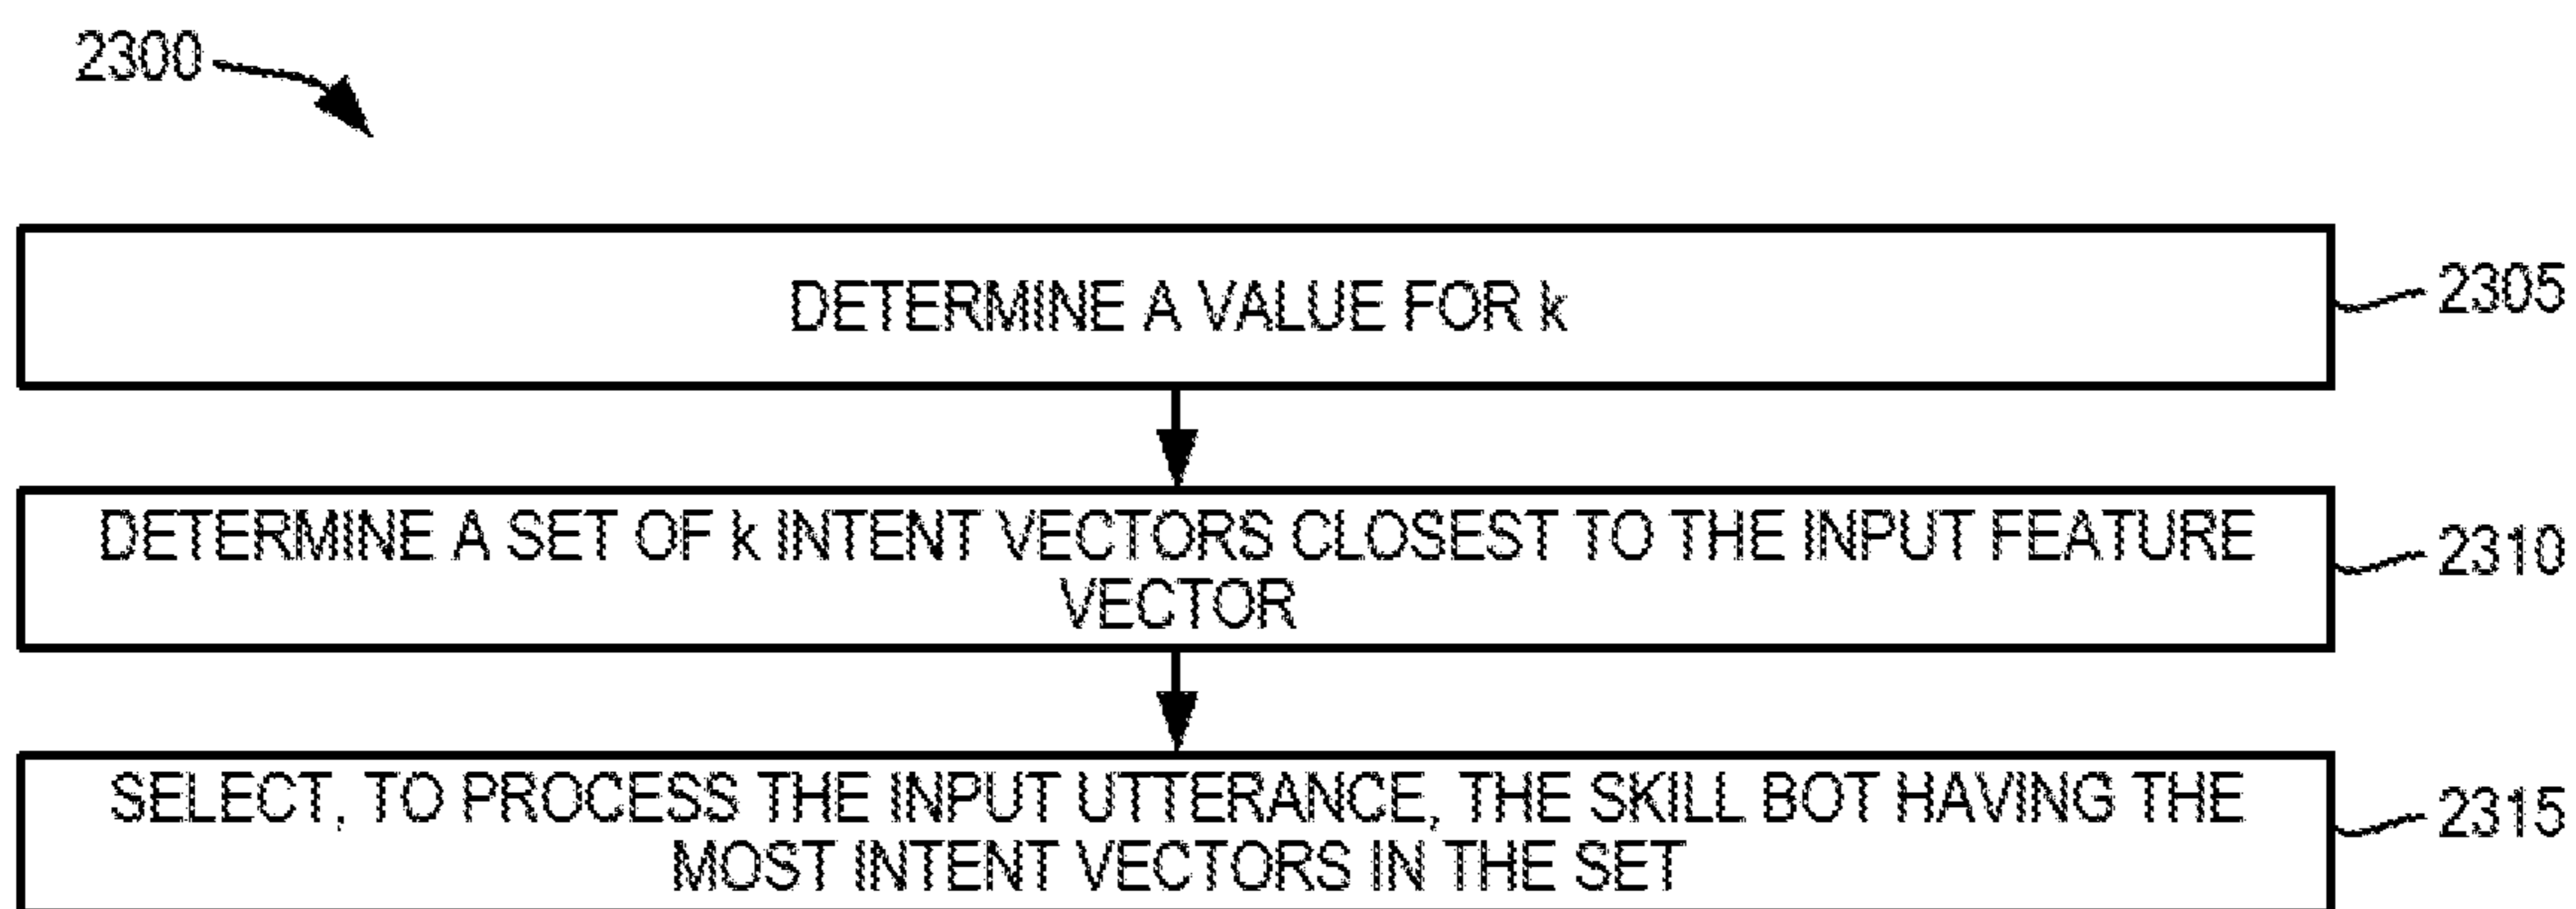 2300
DETERMINE A VALUE FOR k
2305
DETERMINE A SET OF k INTENT VECTORS CLOSEST TO THE INPUT FEATURE
VECTOR
2310
SELECT, TO PROCESS THE INPUT UTTERANCE, THE SKILL BOT HAVING THE
MOST INTENT VECTORS IN THE SET
2315